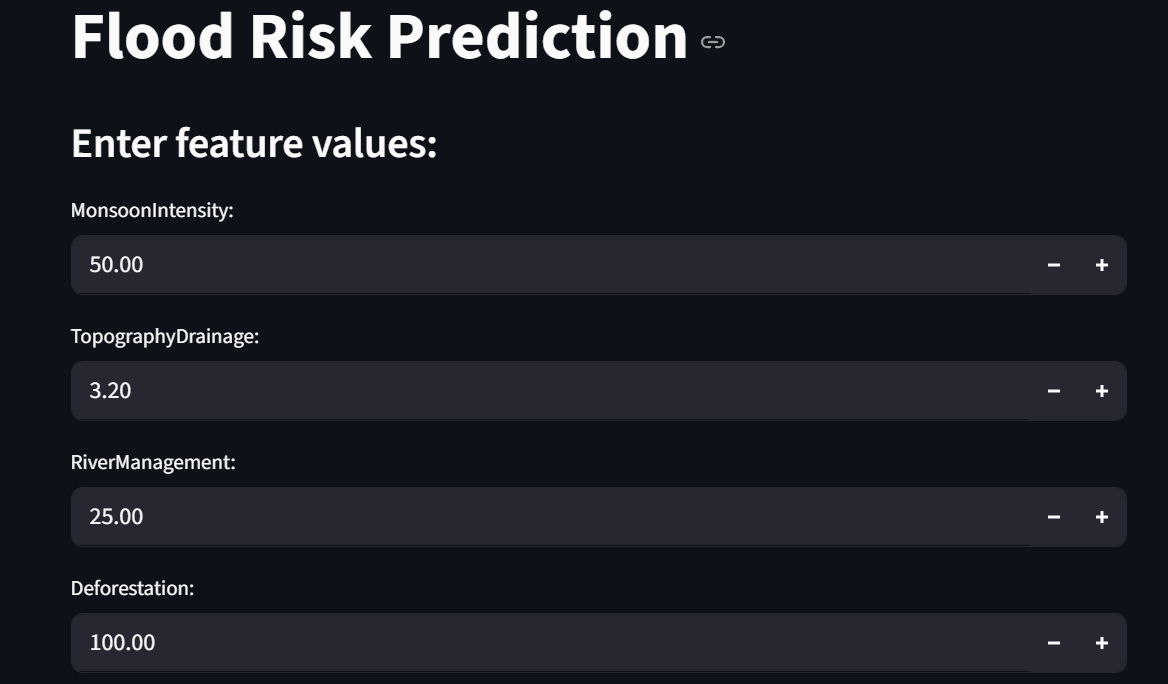 Flood Risk Prediction
Enter feature values:
MonsoonIntensity:
50.00
TopographyDrainage:
3.20
RiverManagement:
25.00
Deforestation:
100.00